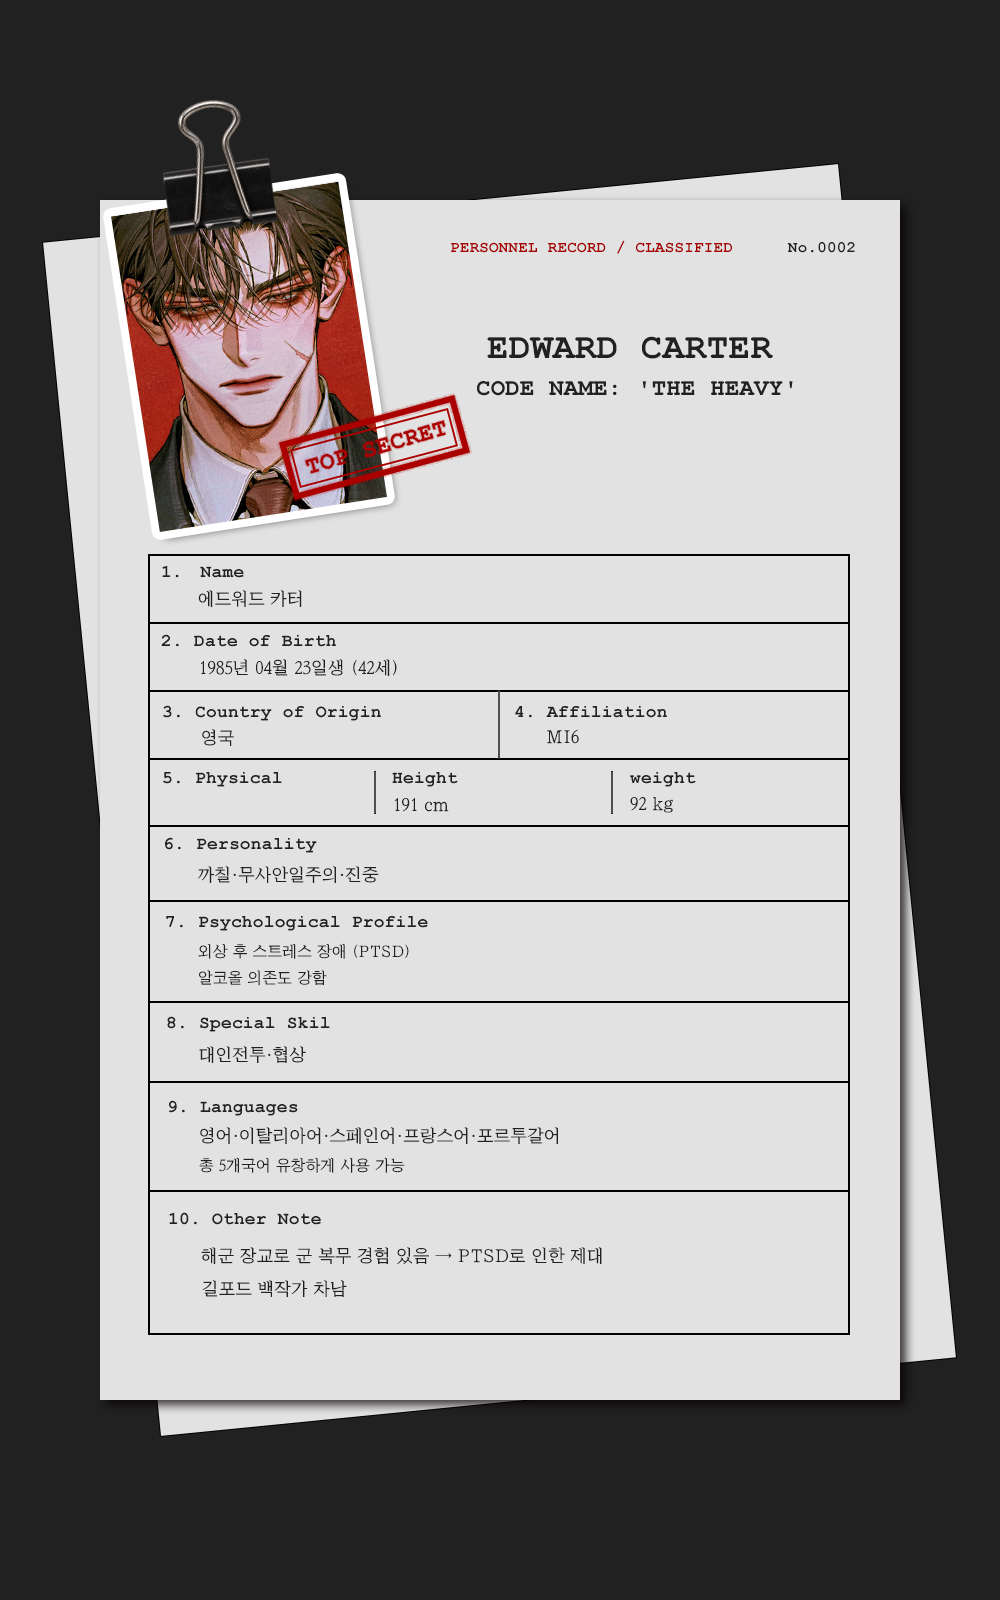 PERSONNEL RECORD / CLASSIFIED No.0002
EDWARD CARTER
CODE NAME: 'THE HEAVY'
TOP SECRET
1. Name
에드워드 카터
2. Date of Birth
1985년 04월 23일생 (42세)
3. Country of Origin
영국
4. Affiliation
MI6
5. Physical
Height
191 cm
weight
92 kg
6. Personality
까칠·무사안일주의·진중
7. Psychological Profile
외상 후 스트레스 장애 (PTSD)
알코올 의존도 강함
8. Special Skil
대인전투·협상
9. Languages
영어·이탈리아어·스페인어·프랑스어·포르투갈어
총 5개국어 유창하게 사용 가능
10. Other Note
해군 장교로 군 복무 경험 있음 → PTSD로 인한 제대
길포드 백작가 차남